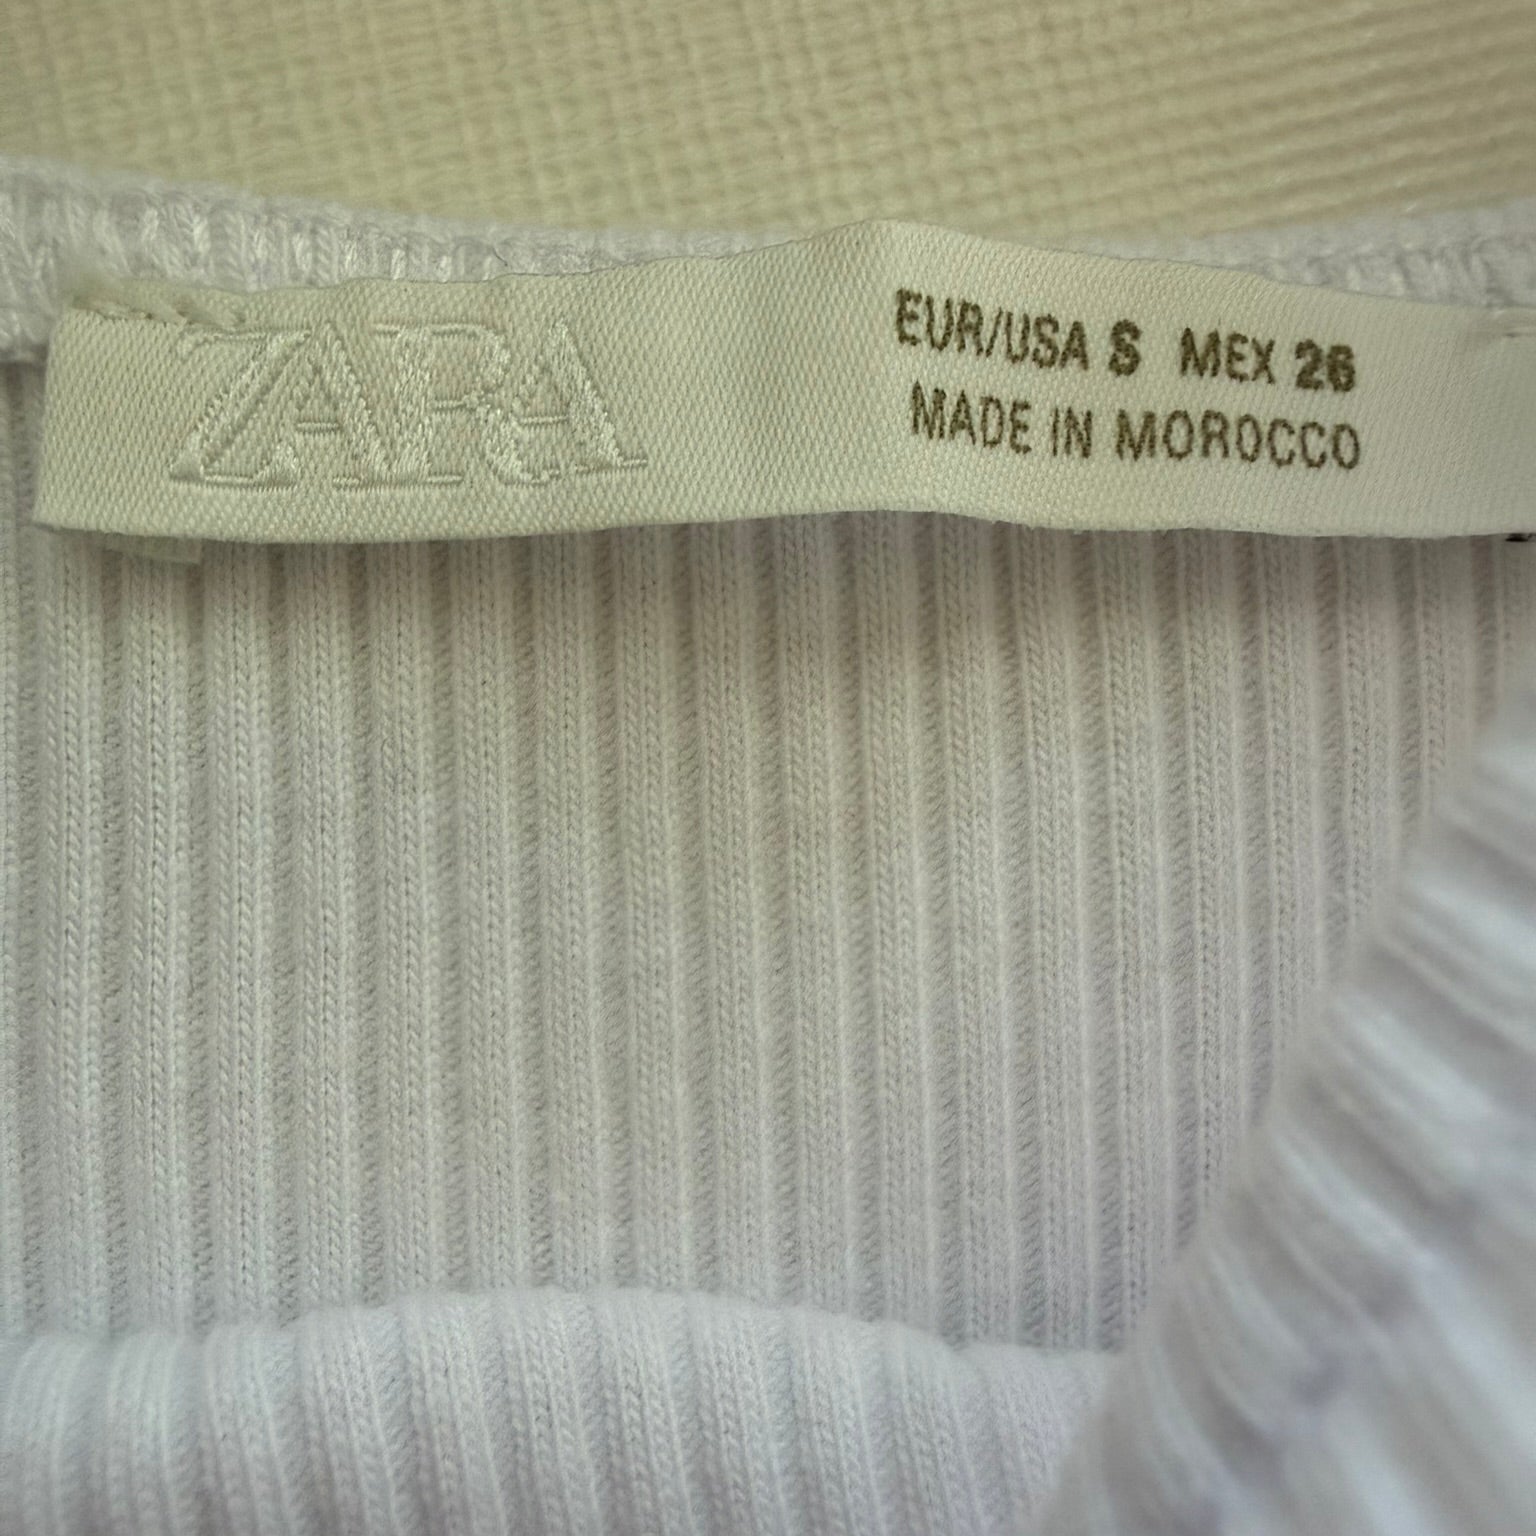 ZARA
EUR/USA S MEX 26
MADE IN MOROCCO